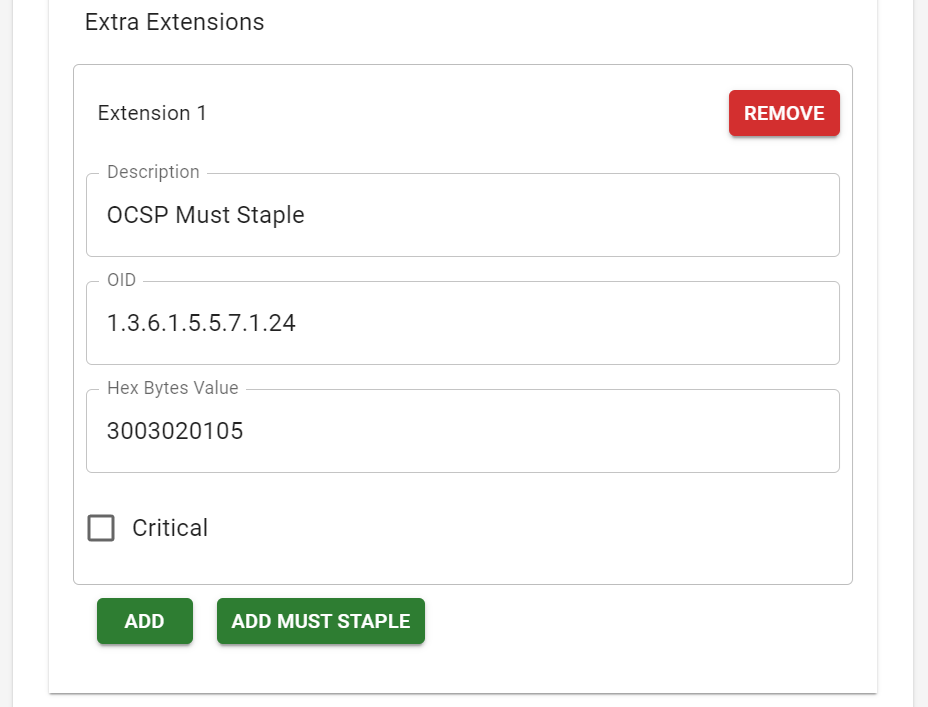 Extra Extensions
Extension 1
REMOVE
Description
OCSP Must Staple
OID
1.3.6.1.5.5.7.1.24
Hex Bytes Value
3003020105
Critical
ADD
ADD MUST STAPLE